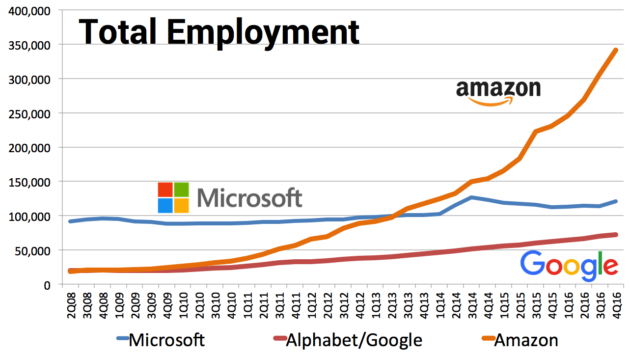 Total Employment
400,000
350,000
300,000
250,000
200,000
150,000
100,000
50,000
0
amazon
Microsoft
Google
2Q08 3Q08 4Q08 1Q09 2Q09 3Q09 4Q09 1Q10 2Q10 3Q10 4Q10 1Q11 2Q11 3Q11 4Q11 1Q12 2Q12 3Q12 4Q12 1Q13 2Q13 3Q13 4Q13 1Q14 2Q14 3Q14 4Q14 1Q15 2Q15 3Q15 4Q15 1Q16 2Q16 3Q16 4Q16
Microsoft Alphabet/Google Amazon